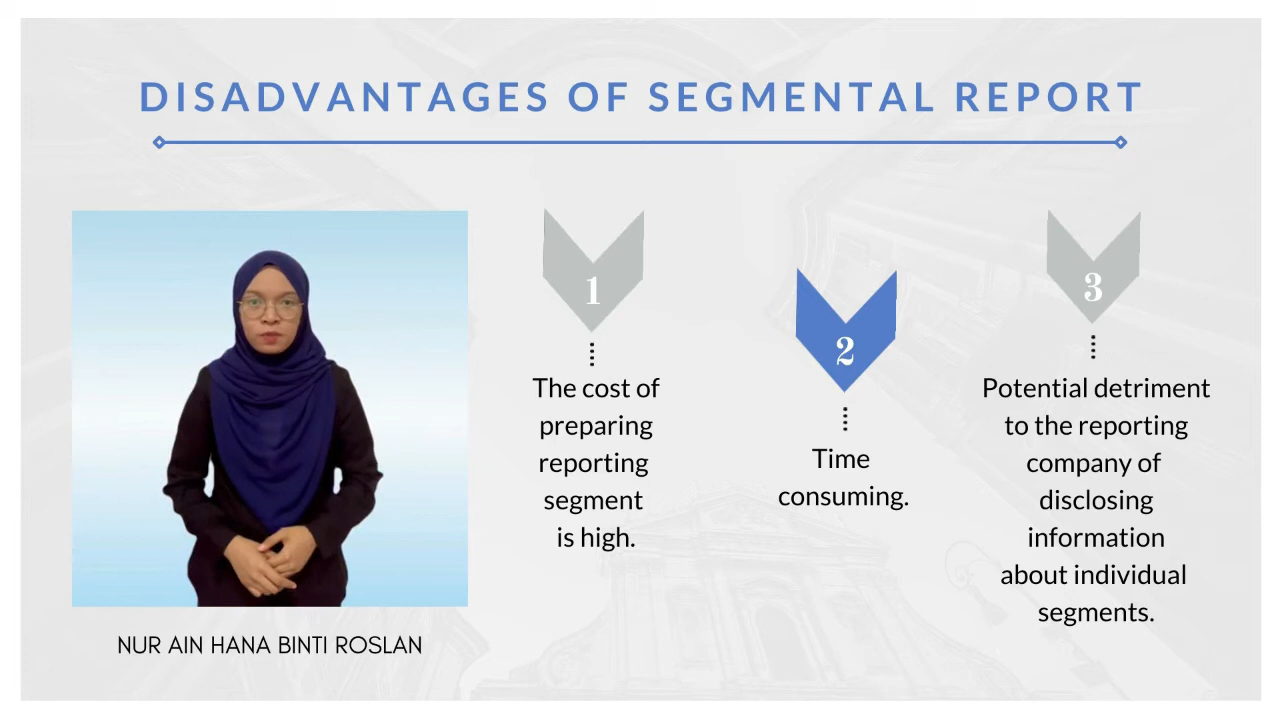 DISADVANTAGES OF SEGMENTAL REPORT
1
The cost of
preparing
reporting
segment
is high.
2
Time
consuming.
3
Potential detriment
to the reporting
company of
disclosing
information
about individual
segments.
NUR AIN HANA BINTI ROSLAN